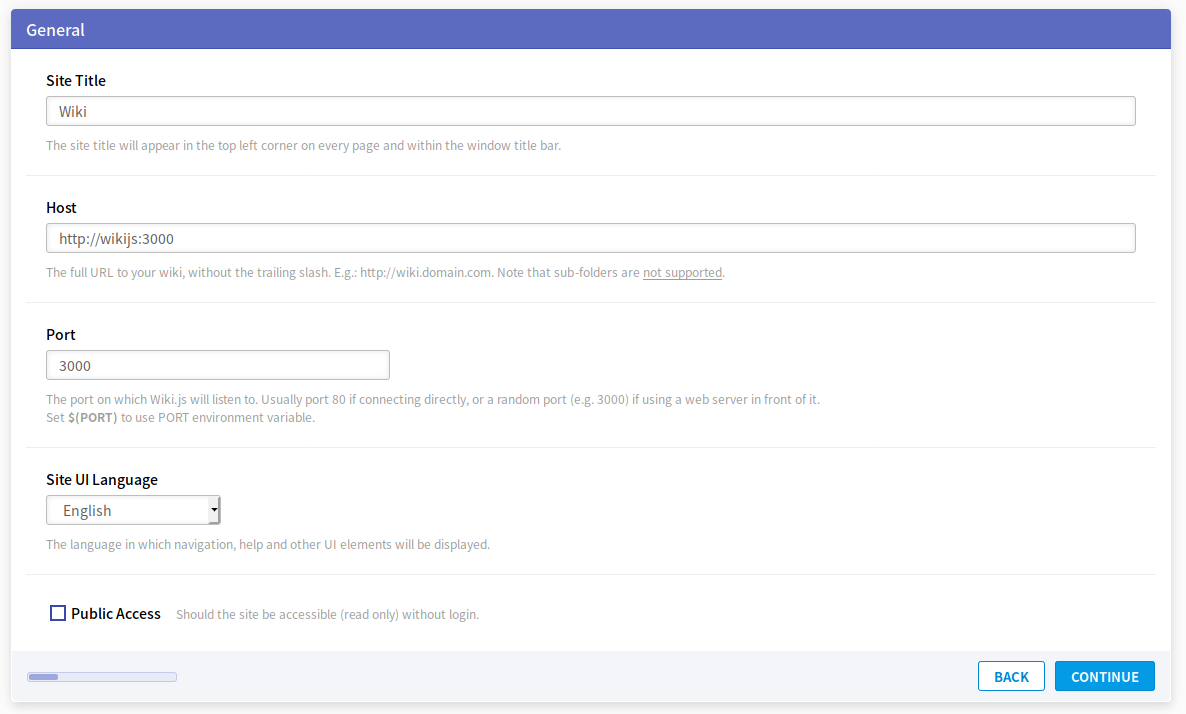 General
Site Title
Wiki
The site title will appear in the top left corner on every page and within the window title bar.
Host
http://wikijs:3000
The full URL to your wiki, without the trailing slash. E.g.: http://wiki.domain.com. Note that sub-folders are not supported.
Port
3000
The port on which Wiki.js will listen to. Usually port 80 if connecting directly, or a random port (e.g. 3000) if using a web server in front of it.
Set $(PORT) to use PORT environment variable.
Site UI Language
English
The language in which navigation, help and other UI elements will be displayed.
Public Access Should the site be accessible (read only) without login.
BACK CONTINUE